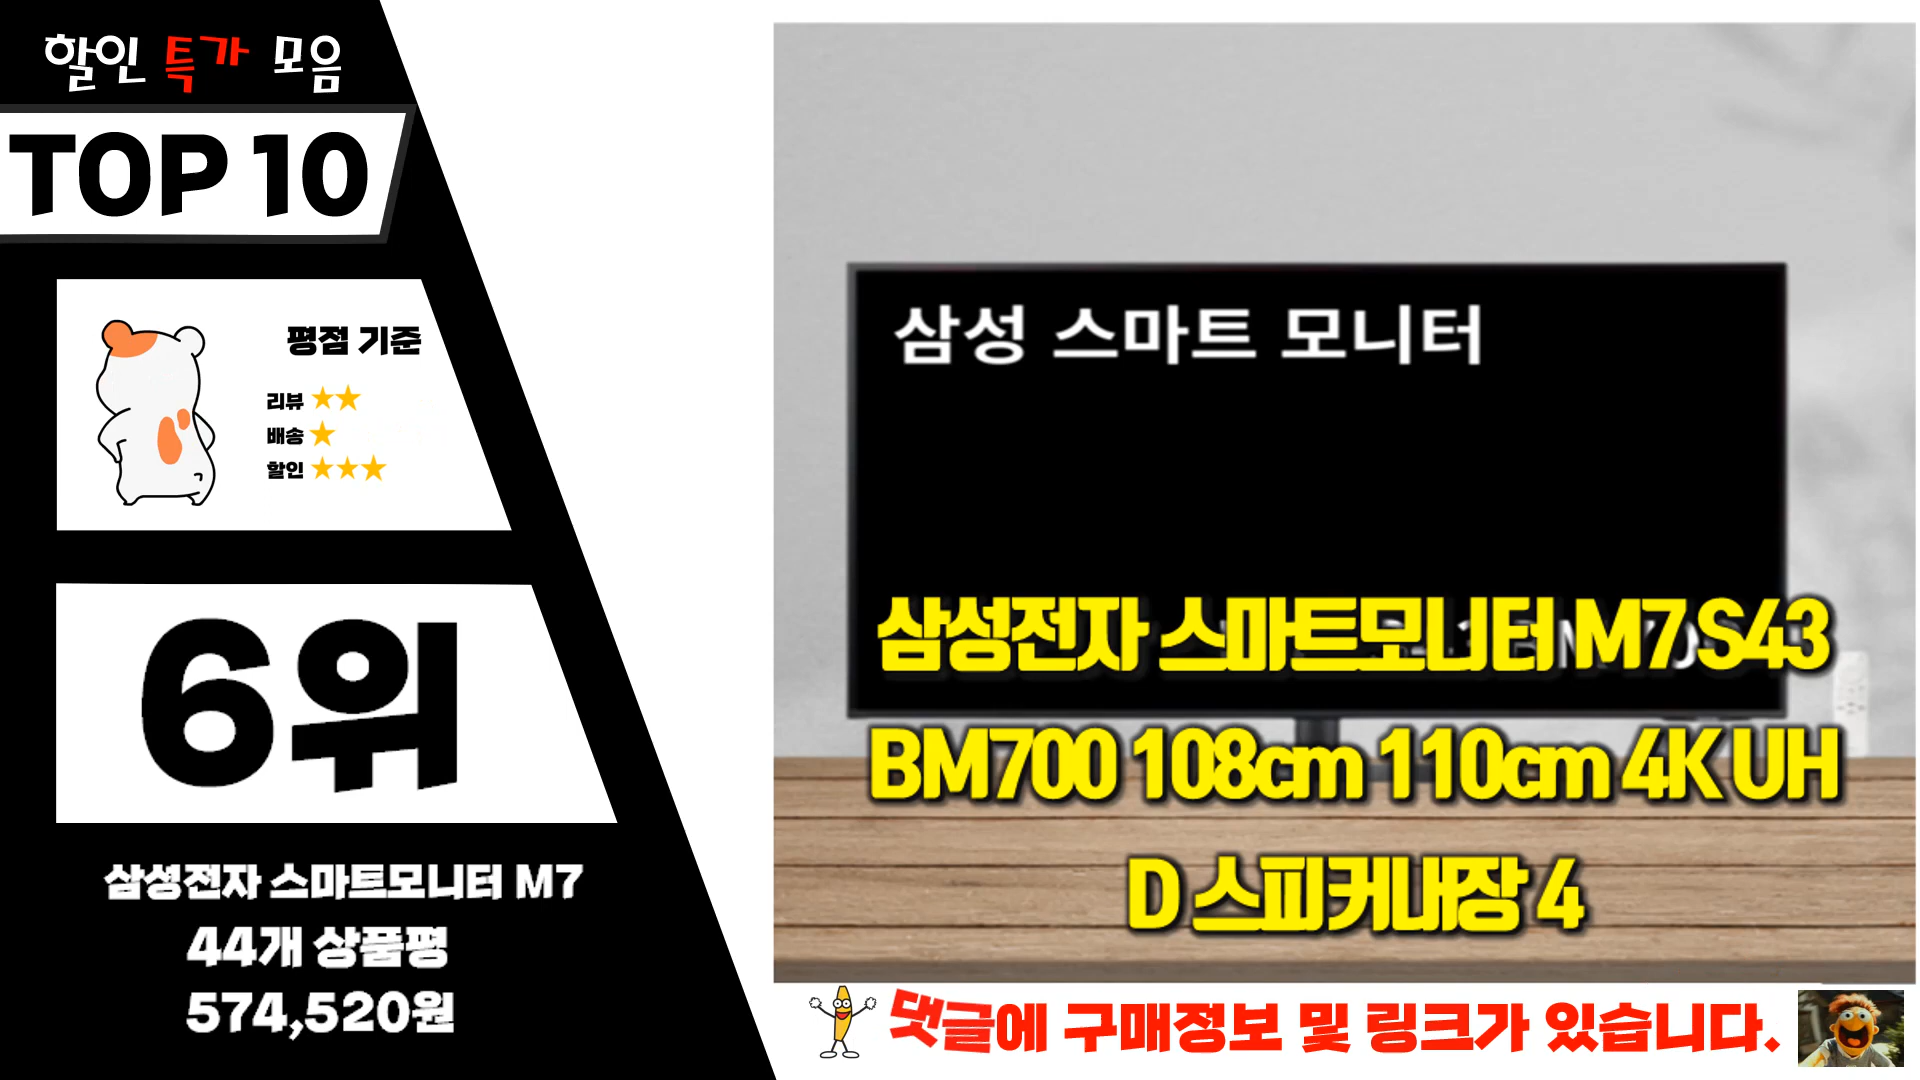 할인 특가 모음
TOP 10
평점 기준
리뷰 ★★
배송 ★
할인 ★★★
6위
삼성전자 스마트모니터 M7
44개 상품평
574,520원
삼성 스마트 모니터
삼성전자 스마트모니터 M7 S43
BM700 108cm 110cm 4K UH
D 스피커내장 4
댓글에 구매정보 및 링크가 있습니다.